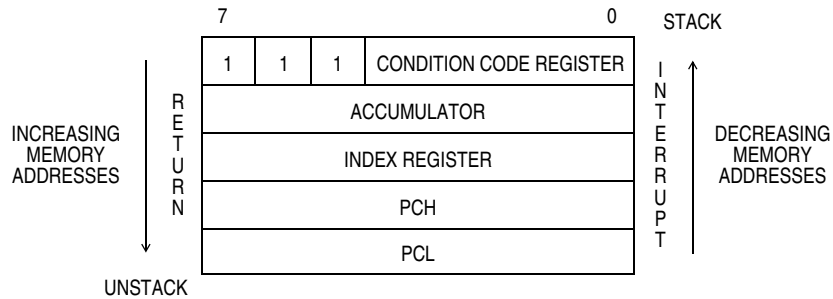 7 0
STACK
1 1 1 CONDITION CODE REGISTER
ACCUMULATOR
INDEX REGISTER
PCH
PCL
INCREASING
MEMORY
ADDRESSES
RETURN
INTERRUPT
DECREASING
MEMORY
ADDRESSES
UNSTACK